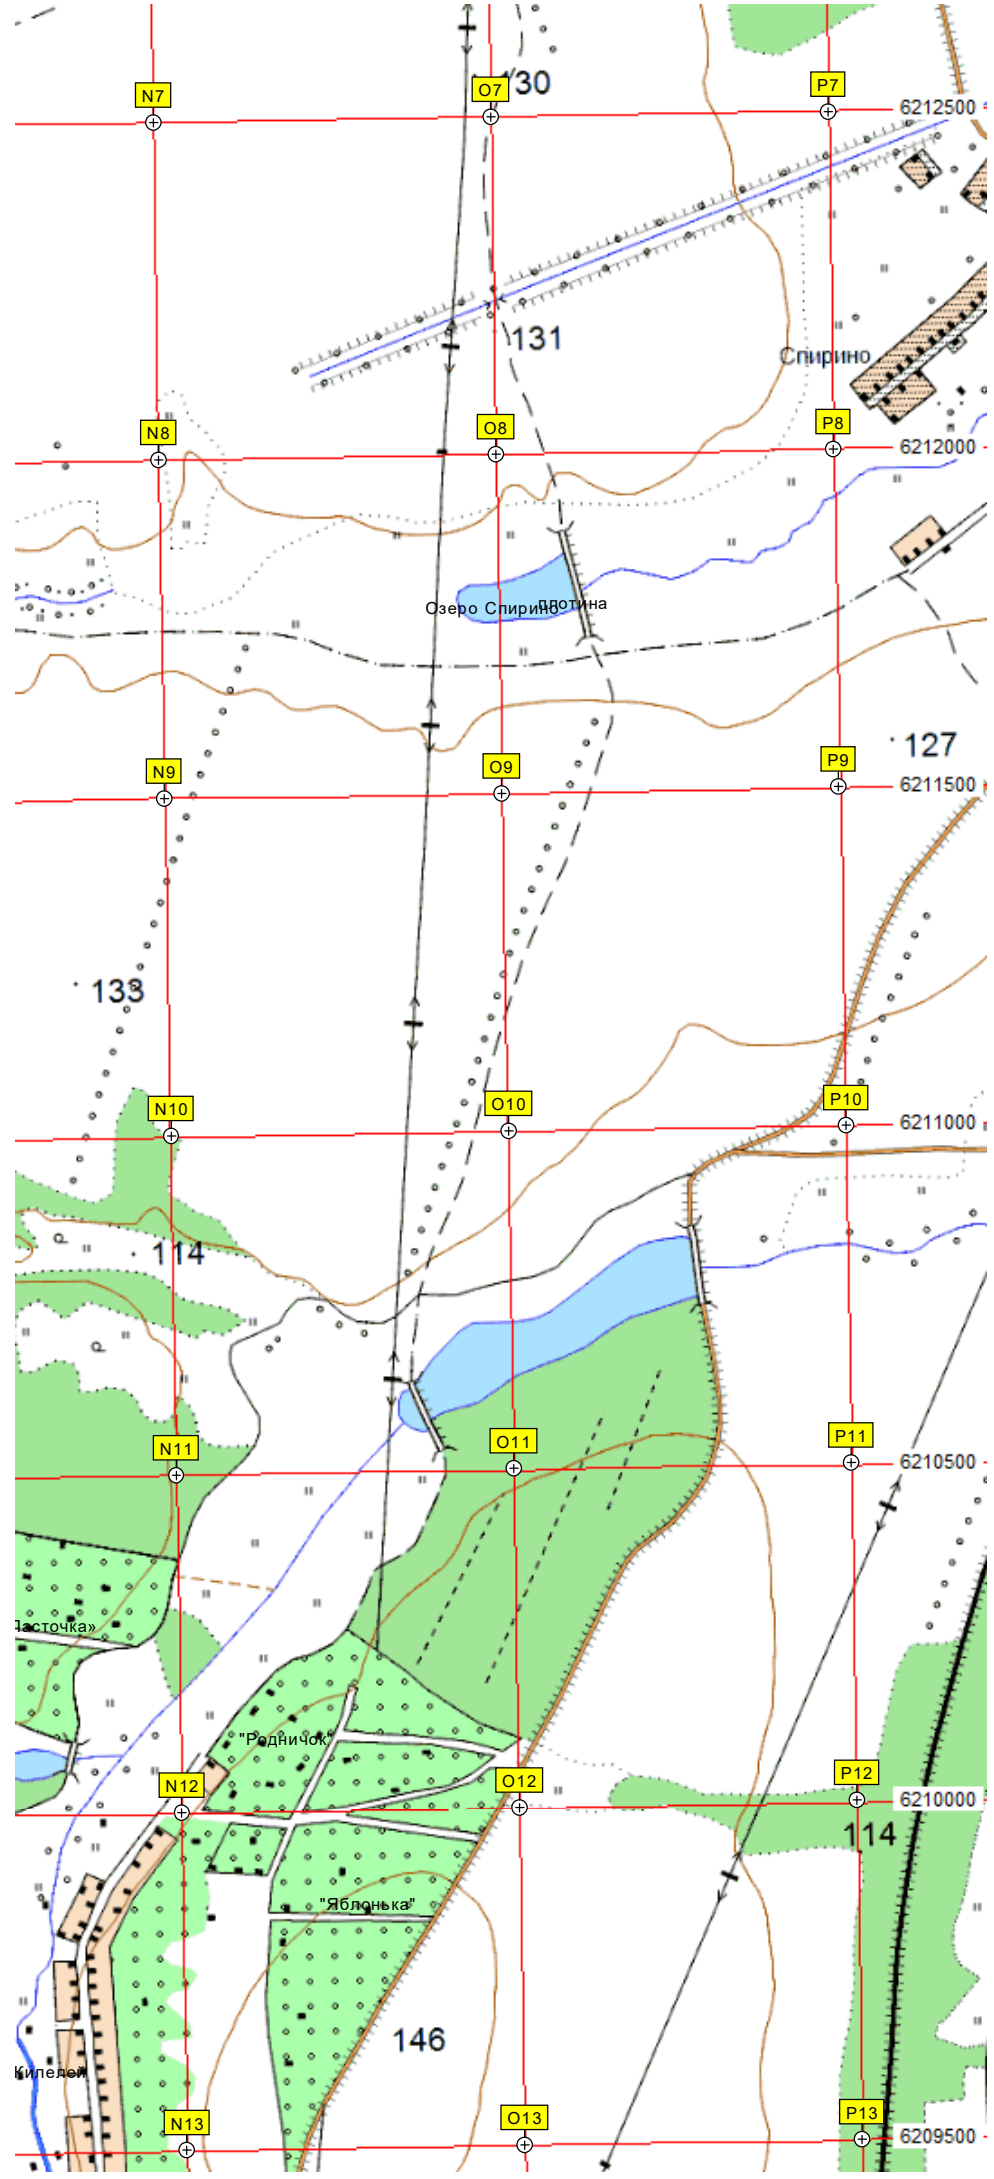 130
N7
O7
P7
6212500
131
Спирино
N8
O8
P8
6212000
Озеро Спирино
плотина
127
N9
O9
P9
6211500
133
N10
O10
P10
6211000
114
N11
O11
P11
6210500
Ласточка»
"Родничок"
N12
O12
P12
6210000
114
"Яблонька"
146
Килелей
N13
O13
P13
6209500